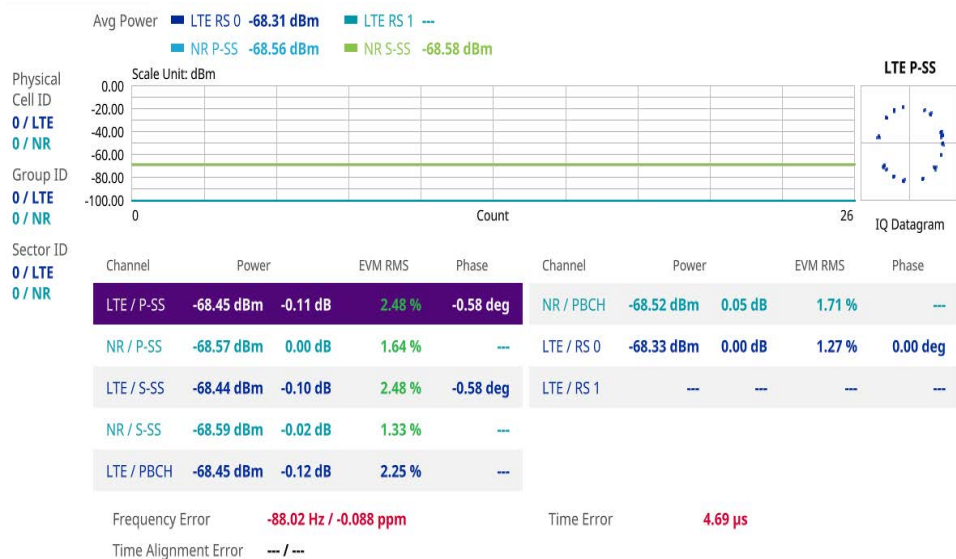 Avg Power LTE RS 0 -68.31 dBm LTE RS 1 ---
NR P-SS -68.56 dBm NR S-SS -68.58 dBm
Physical
Cell ID
0 / LTE
0 / NR
Group ID
0 / LTE
0 / NR
Sector ID
0 / LTE
0 / NR
Scale Unit: dBm
0.00
-20.00
-40.00
-60.00
-80.00
-100.00
0 Count 26
LTE P-SS
IQ Datagram
Channel Power EVM RMS Phase Channel Power EVM RMS Phase
LTE / P-SS -68.45 dBm -0.11 dB 2.48 % -0.58 deg NR / PBCH -68.52 dBm 0.05 dB 1.71 % ---
NR / P-SS -68.57 dBm 0.00 dB 1.64 % --- LTE / RS 0 -68.33 dBm 0.00 dB 1.27 % 0.00 deg
LTE / S-SS -68.44 dBm -0.10 dB 2.48 % -0.58 deg LTE / RS 1 --- --- --- ---
NR / S-SS -68.59 dBm -0.02 dB 1.33 % ---
LTE / PBCH -68.45 dBm -0.12 dB 2.25 % ---
Frequency Error -88.02 Hz / -0.088 ppm Time Error 4.69 µs
Time Alignment Error --- / ---